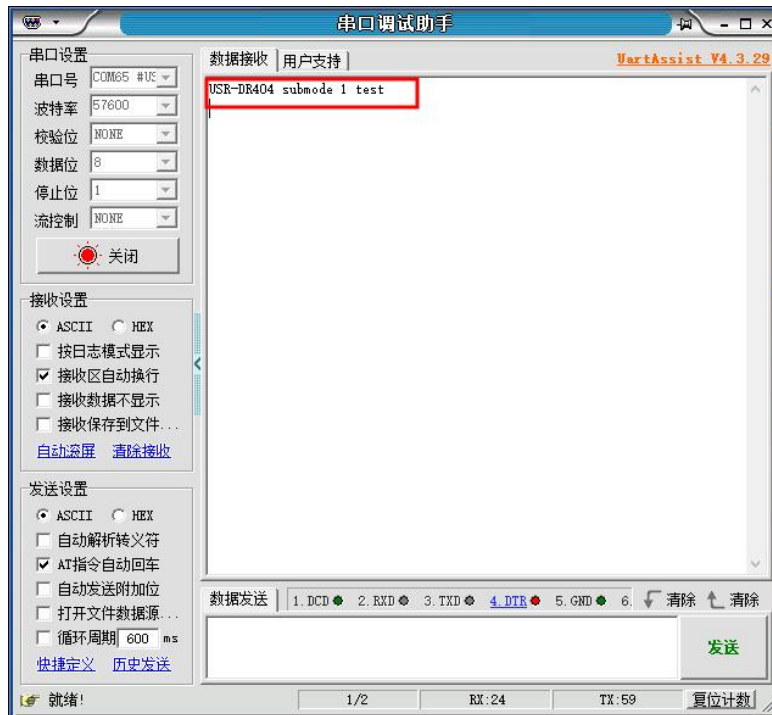 串口调试助手
串口设置
串口号 COM65 #US
波特率 57600
校验位 NONE
数据位 8
停止位 1
流控制 NONE
关闭
接收设置
ASCII HEX
按日志模式显示
接收区自动换行
接收数据不显示
接收保存到文件...
自动滚屏 清除接收
发送设置
ASCII HEX
自动解析转义符
AT指令自动回车
自动发送附加位
打开文件数据源...
循环周期 600 ms
快捷定义 历史发送
数据接收 用户支持 UartAssist V4.3.29
USR-DR404 submode 1 test
数据发送 1.DCD 2.RXD 3.TXD 4.DTR 5.GND 6. 清除 清除
发送
就绪! 1/2 RX:24 TX:59 复位计数